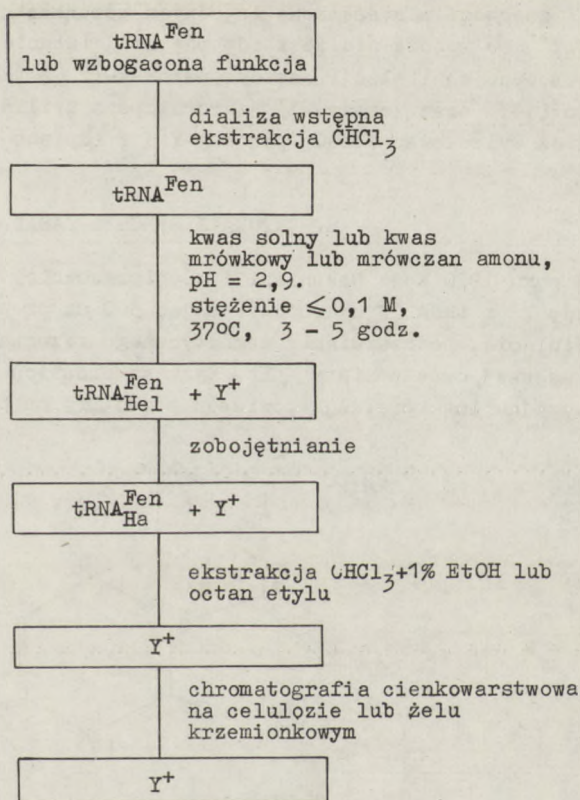 tRNA^Fen
lub wzbogacona funkcja
dializa wstępna
ekstrakcja CHCl₃
tRNA^Fen
kwas solny lub kwas
mrówkowy lub mrówczan amonu,
pH = 2,9.
stężenie ⩽0,1 M,
37°C, 3 - 5 godz.
tRNA^Fen_Hel + Y⁺
zobojętnianie
tRNA^Fen_Ha + Y⁺
ekstrakcja CHCl₃+1% EtOH lub
octan etylu
Y⁺
chromatografia cienkowarstwowa
na celulozie lub żelu
krzemionkowym
Y⁺